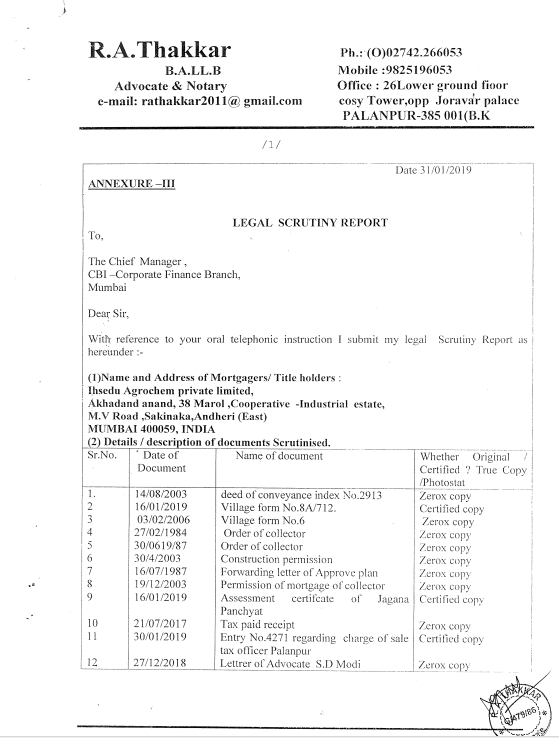 R.A.Thakkar
B.A.LL.B
Advocate & Notary
e-mail: rathakkar2011@ gmail.com
Ph.: (O)02742.266053
Mobile :9825196053
Office : 26Lower ground fioor
cosy Tower,opp Joravar palace
PALANPUR-385 001(B.K
/1/
Date 31/01/2019
ANNEXURE –III
LEGAL SCRUTINY REPORT
To,
The Chief Manager ,
CBI –Corporate Finance Branch,
Mumbai
Dear Sir,
With reference to your oral telephonic instruction I submit my legal Scrutiny Report as
hereunder :-
(1)Name and Address of Mortgagers/ Title holders :
Ihsedu Agrochem private limited,
Akhadand anand, 38 Marol ,Cooperative -Industrial estate,
M.V Road ,Sakinaka,Andheri (East)
MUMBAI 400059, INDIA
(2) Details / description of documents Scrutinised.
Sr.No. Date of Document Name of document Whether Original / Certified ? True Copy /Photostat
1. 14/08/2003 deed of conveyance index No.2913 Zerox copy
2 16/01/2019 Village form No.8A/712. Certified copy
3 03/02/2006 Village form No.6 Zerox copy
4 27/02/1984 Order of collector Zerox copy
5 30/0619/87 Order of collector Zerox copy
6 30/4/2003 Construction permission Zerox copy
7 16/07/1987 Forwarding letter of Approve plan Zerox copy
8 19/12/2003 Permission of mortgage of collector Zerox copy
9 16/01/2019 Assessment certifcate of Jagana Panchyat Certified copy
10 21/07/2017 Tax paid receipt Zerox copy
11 30/01/2019 Entry No.4271 regarding charge of sale tax officer Palanpur Certified copy
12 27/12/2018 Lettrer of Advocate S.D Modi Zerox copy